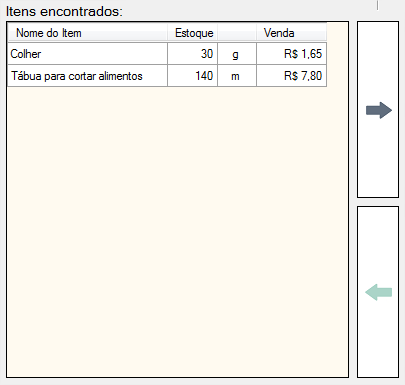 Itens encontrados:
Nome do Item Estoque Venda
Colher 30 g R$ 1,65
Tábua para cortar alimentos 140 m R$ 7,80